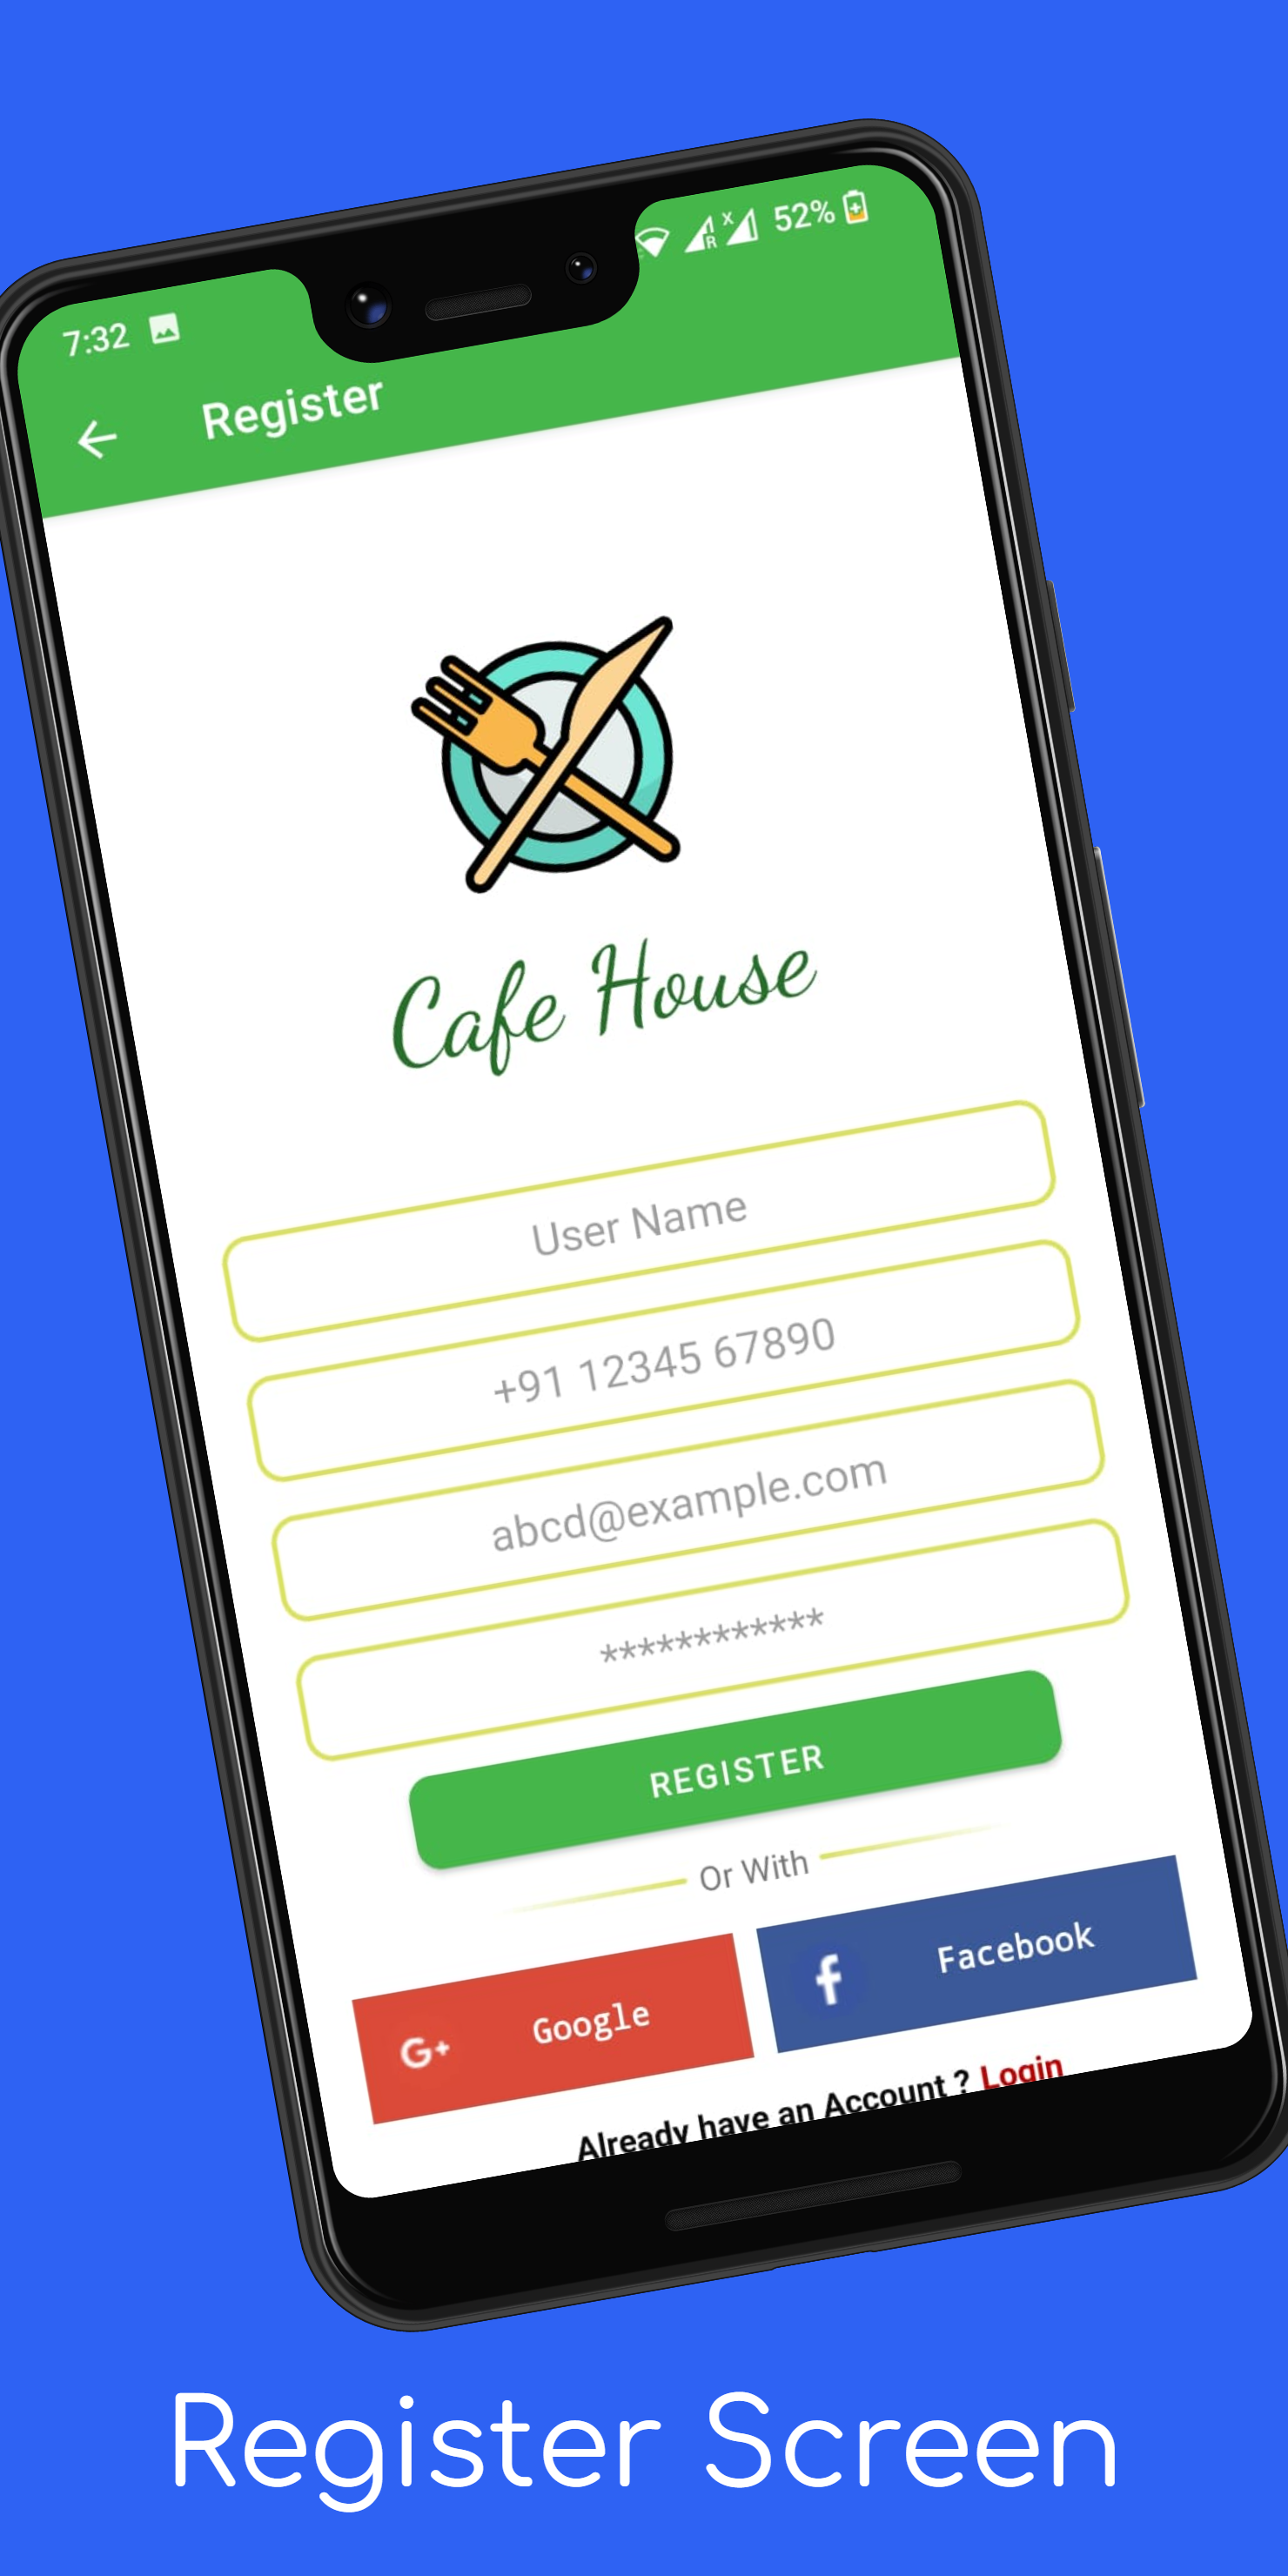 7:32
R x 52%
Register
Cafe House
User Name
+91 12345 67890
abcd@example.com
************
REGISTER
Or With
G+ Google
f Facebook
Already have an Account ? Login
Register Screen